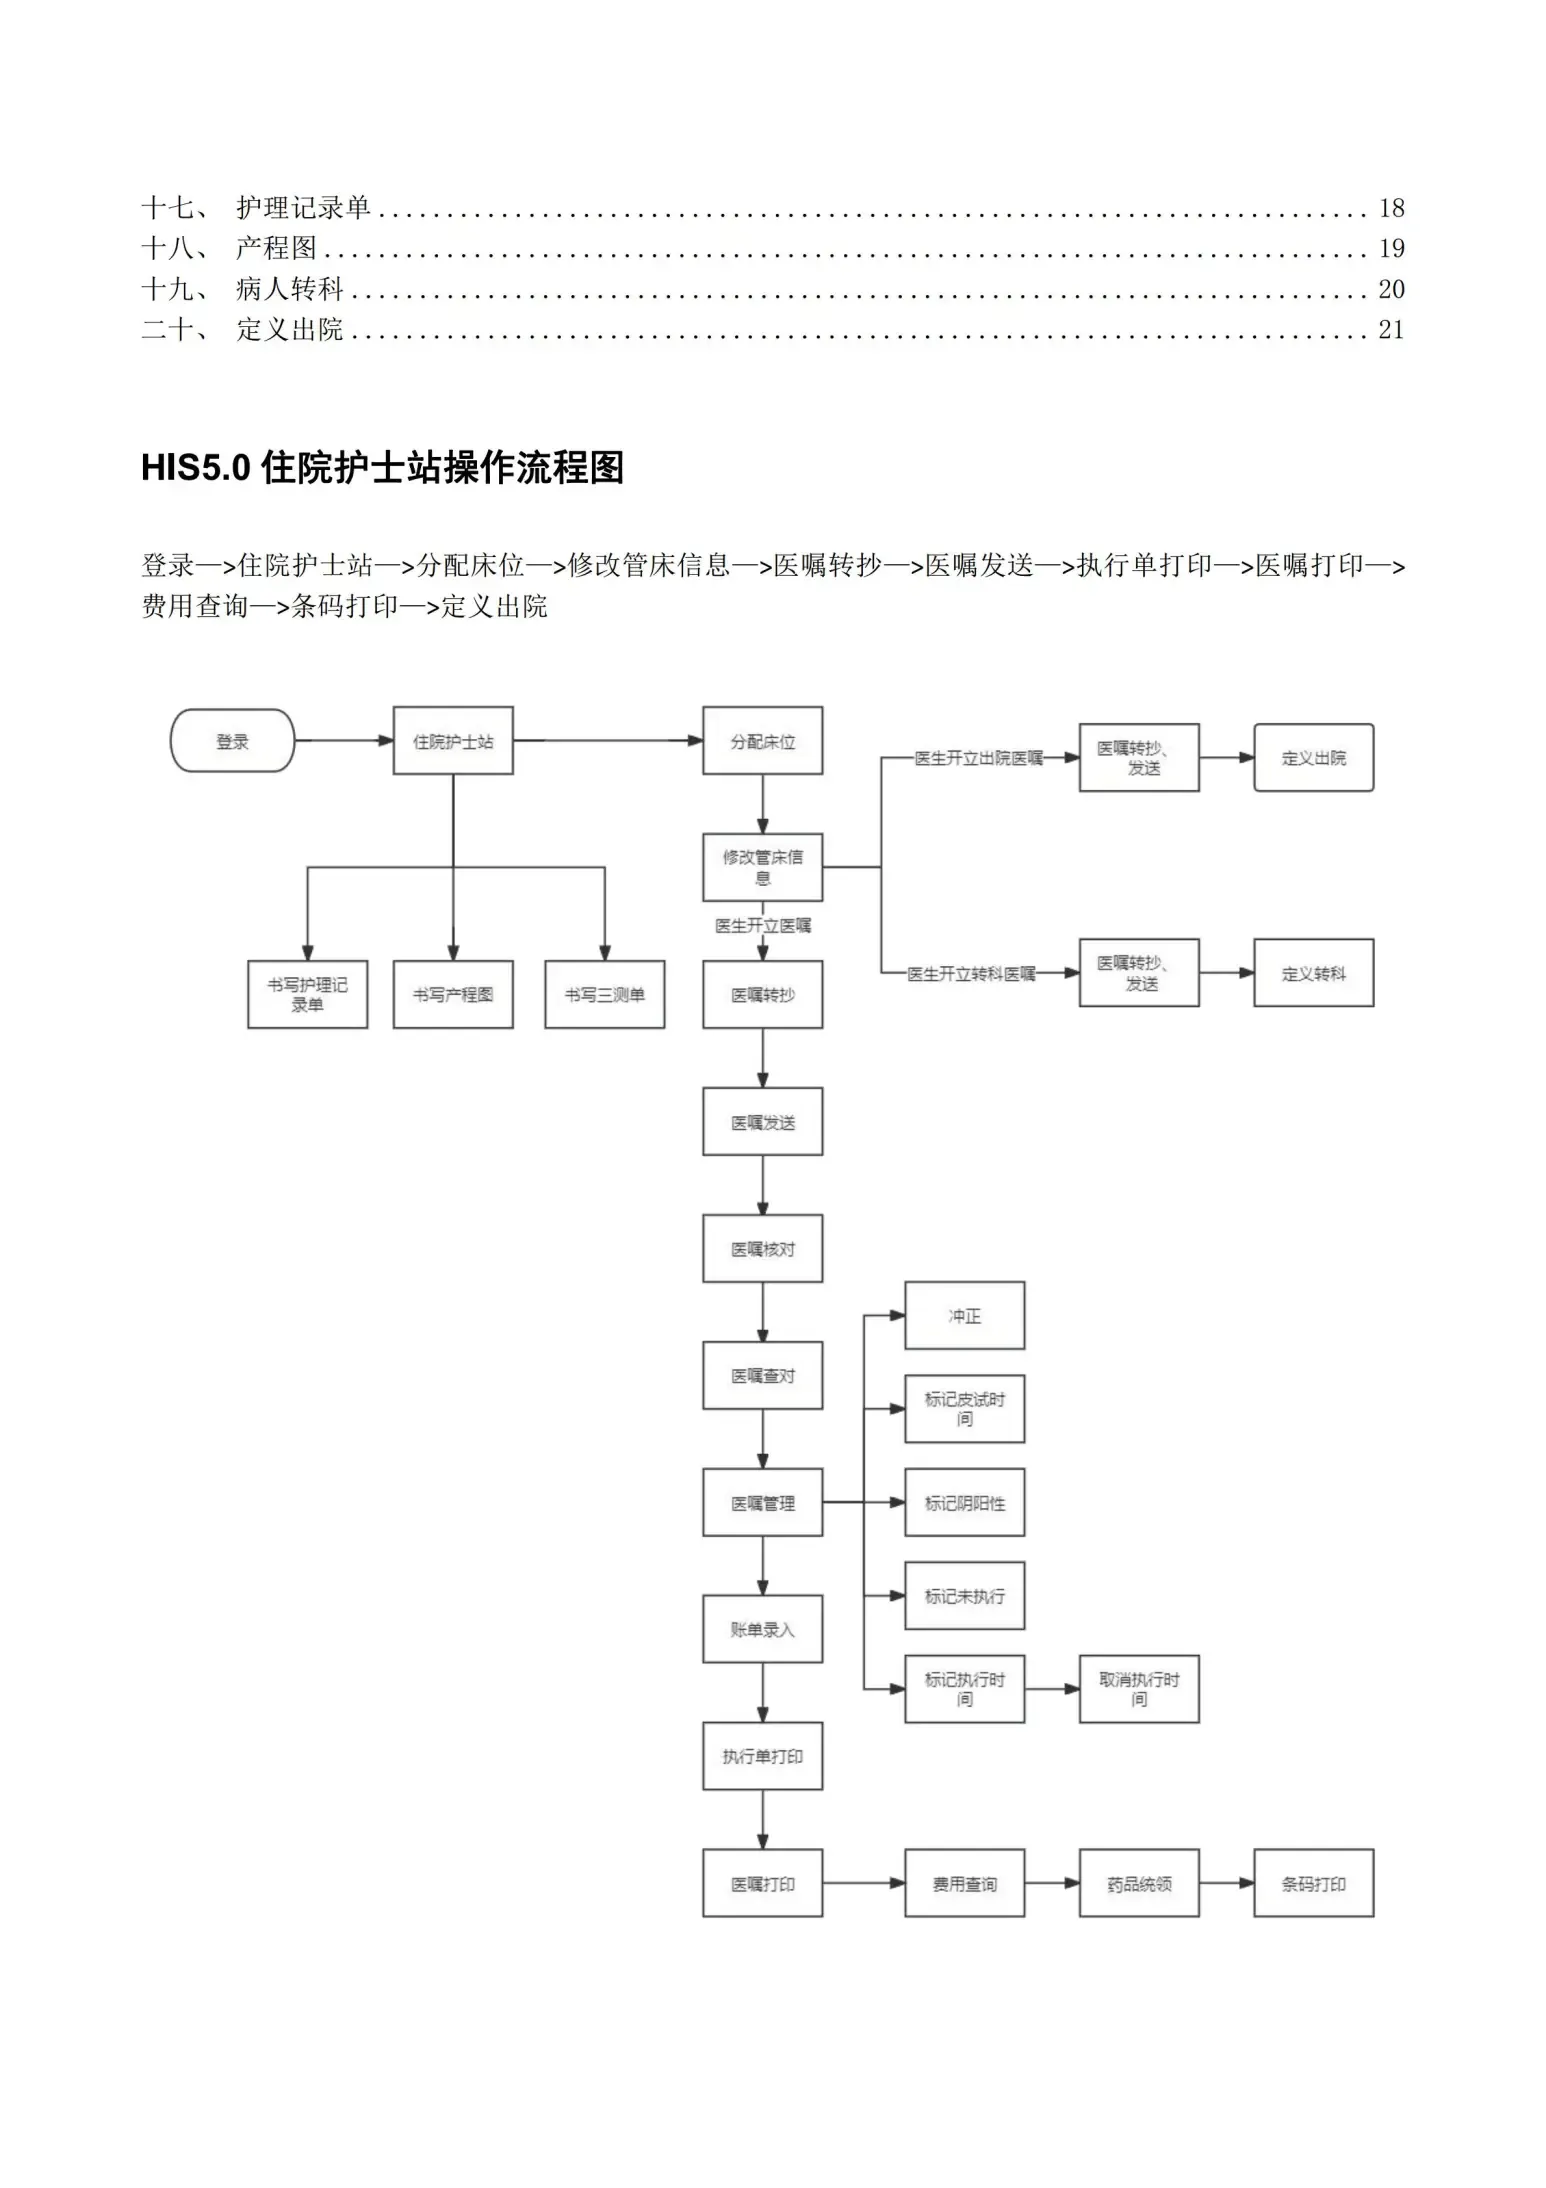 十七、 护理记录单........................................................................ 18
十八、 产程图............................................................................ 19
十九、 病人转科.......................................................................... 20
二十、 定义出院.......................................................................... 21
HIS5.0 住院护士站操作流程图
登录—>住院护士站—>分配床位—>修改管床信息—>医嘱转抄—>医嘱发送—>执行单打印—>医嘱打印—>
费用查询—>条码打印—>定义出院
登录
住院护士站
分配床位
医生开立出院医嘱
医嘱转抄、
发送
定义出院
修改管床信
息
医生开立医嘱
医生开立转科医嘱
医嘱转抄、
发送
定义转科
书写护理记
录单
书写产程图
书写三测单
医嘱转抄
医嘱发送
医嘱核对
冲正
医嘱查对
标记皮试时
间
医嘱管理
标记阴阳性
标记未执行
账单录入
标记执行时
间
取消执行时
间
执行单打印
医嘱打印
费用查询
药品统领
条码打印